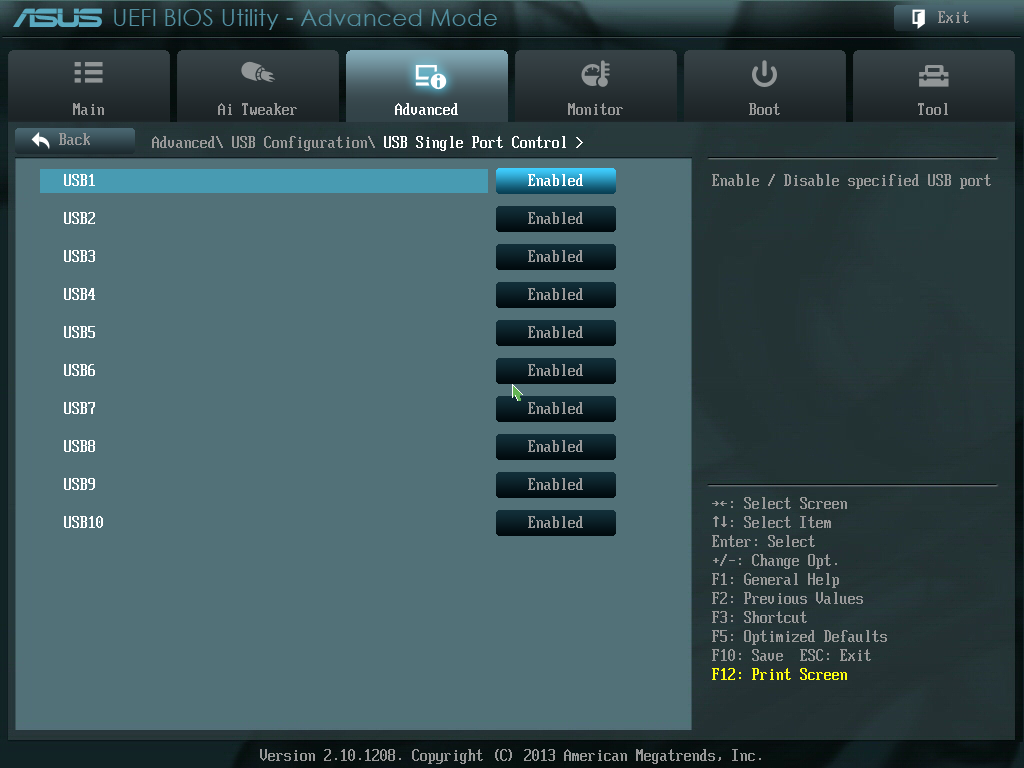 ASUS UEFI BIOS Utility - Advanced Mode
Exit
Main
Ai Tweaker
Advanced
Monitor
Boot
Tool
Back
Advanced\ USB Configuration\ USB Single Port Control >
USB1 Enabled
USB2 Enabled
USB3 Enabled
USB4 Enabled
USB5 Enabled
USB6 Enabled
USB7 Enabled
USB8 Enabled
USB9 Enabled
USB10 Enabled
Enable / Disable specified USB port
→←: Select Screen
↑↓: Select Item
Enter: Select
+/-: Change Opt.
F1: General Help
F2: Previous Values
F3: Shortcut
F5: Optimized Defaults
F10: Save  ESC: Exit
F12: Print Screen
Version 2.10.1208. Copyright (C) 2013 American Megatrends, Inc.